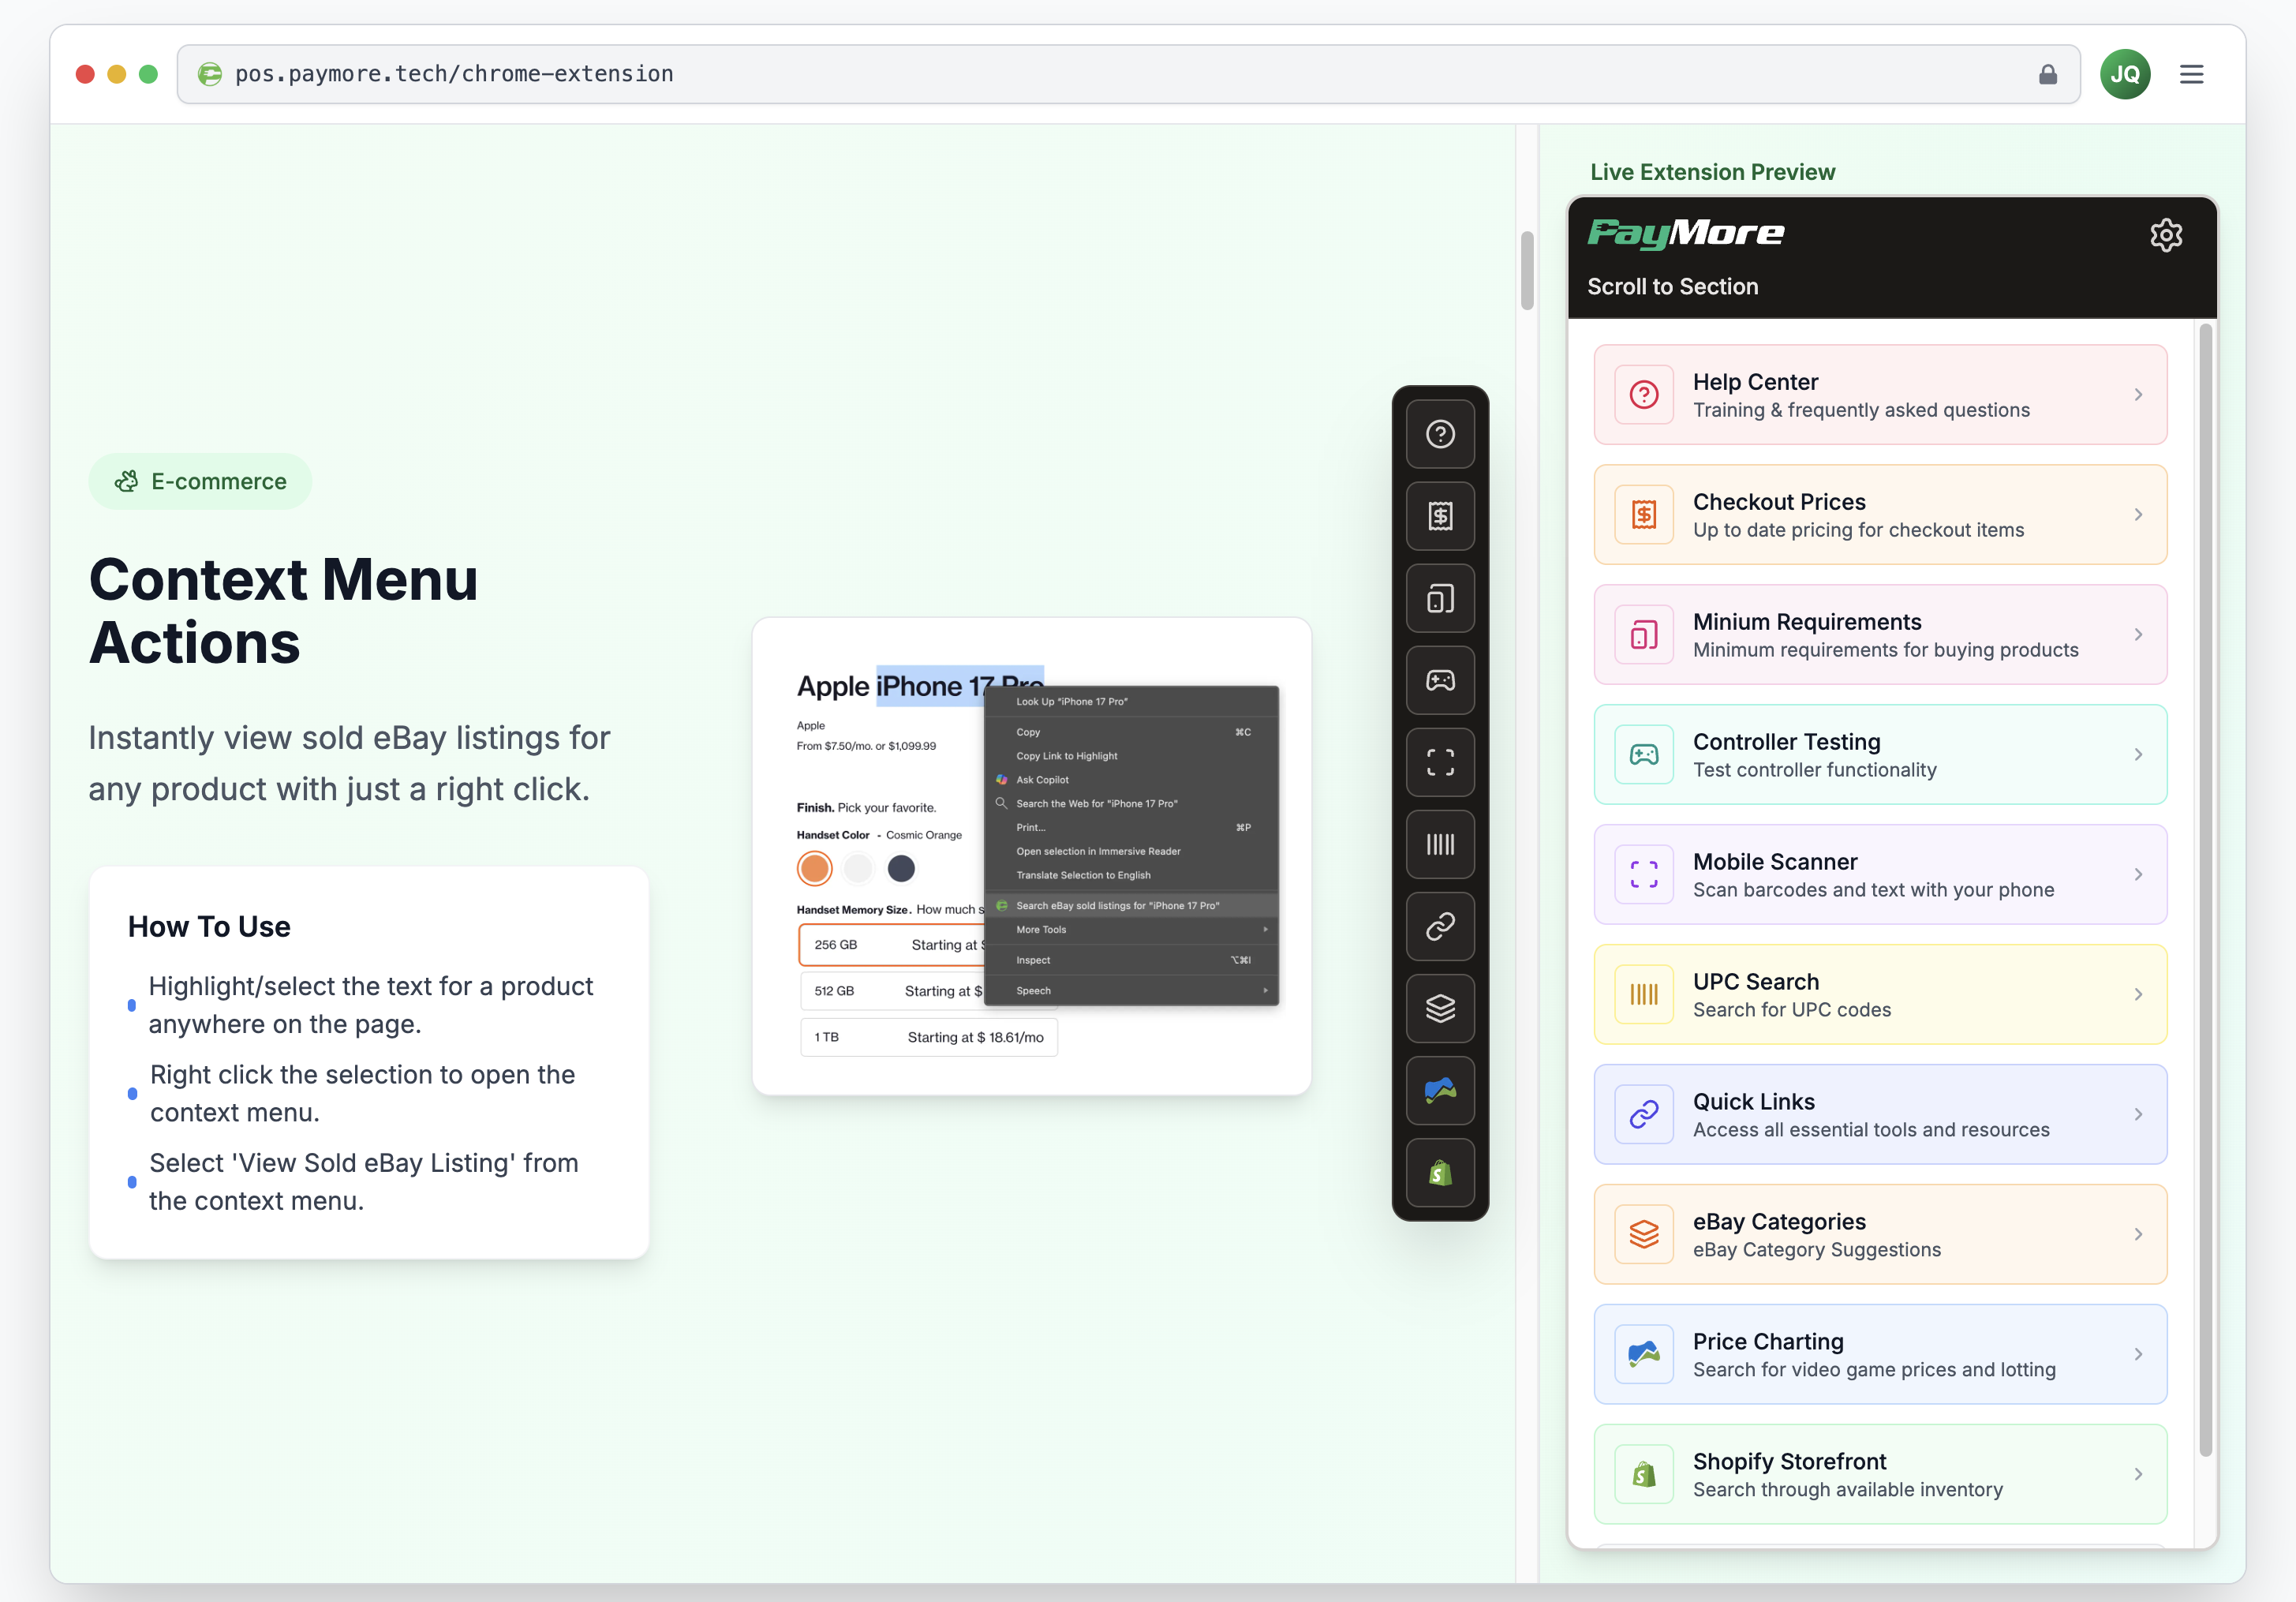 pos.paymore.tech/chrome-extension
JQ
E-commerce
Context Menu
Actions
Instantly view sold eBay listings for
any product with just a right click.
How To Use
Highlight/select the text for a product
anywhere on the page.
Right click the selection to open the
context menu.
Select 'View Sold eBay Listing' from
the context menu.
Apple iPhone 17 Pro
Apple
From $7.50/mo. or $1,099.99
Finish. Pick your favorite.
Handset Color - Cosmic Orange
Handset Memory Size. How much s
256 GB Starting at $
512 GB Starting at $
1 TB Starting at $ 18.61/mo
Look Up "iPhone 17 Pro"
Copy ⌘C
Copy Link to Highlight
Ask Copilot
Search the Web for "iPhone 17 Pro"
Print... ⌘P
Open selection in Immersive Reader
Translate Selection to English
Search eBay sold listings for "iPhone 17 Pro"
More Tools
Inspect ⌥⌘I
Speech
Live Extension Preview
PayMore
Scroll to Section
Help Center
Training & frequently asked questions
Checkout Prices
Up to date pricing for checkout items
Minium Requirements
Minimum requirements for buying products
Controller Testing
Test controller functionality
Mobile Scanner
Scan barcodes and text with your phone
UPC Search
Search for UPC codes
Quick Links
Access all essential tools and resources
eBay Categories
eBay Category Suggestions
Price Charting
Search for video game prices and lotting
Shopify Storefront
Search through available inventory